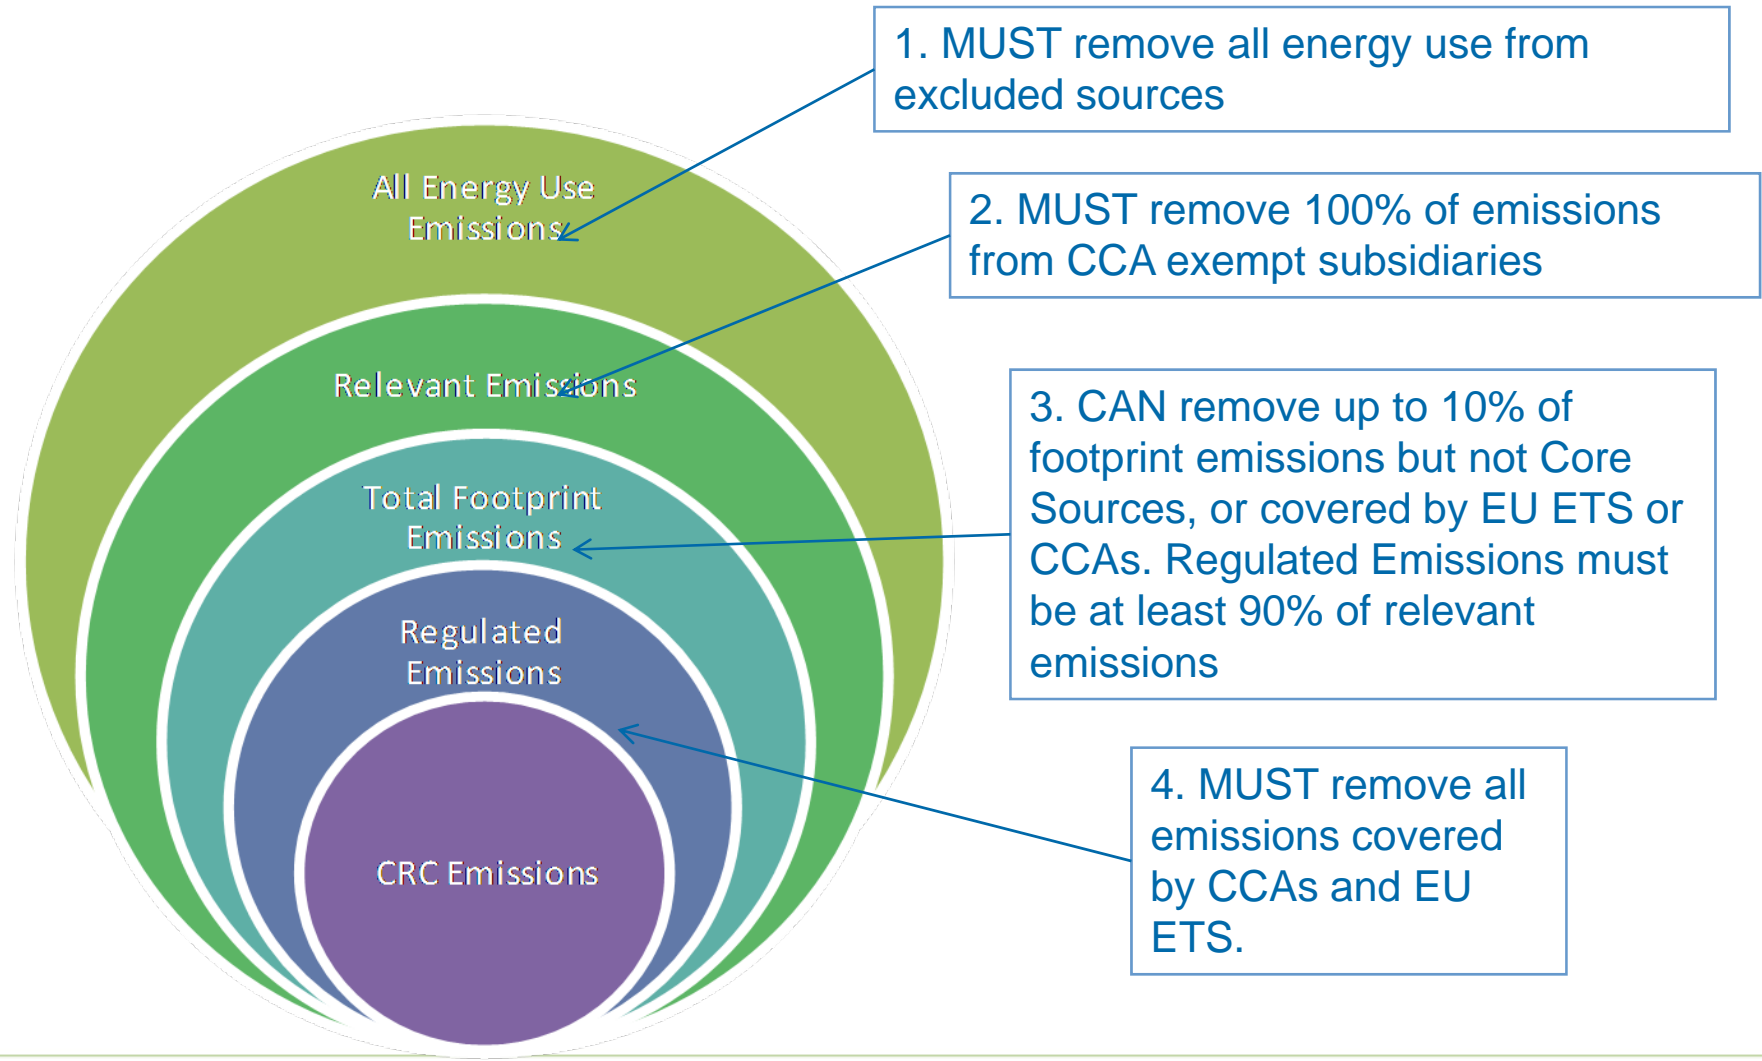 1. MUST remove all energy use from
excluded sources
All Energy Use
Emissions
2. MUST remove 100% of emissions
from CCA exempt subsidiaries
Relevant Emissions
3. CAN remove up to 10% of
footprint emissions but not Core
Sources, or covered by EU ETS or
CCAs. Regulated Emissions must
be at least 90% of relevant
emissions
Total Footprint
Emissions
Regulated
Emissions
4. MUST remove all
emissions covered
by CCAs and EU
ETS.
CRC Emissions